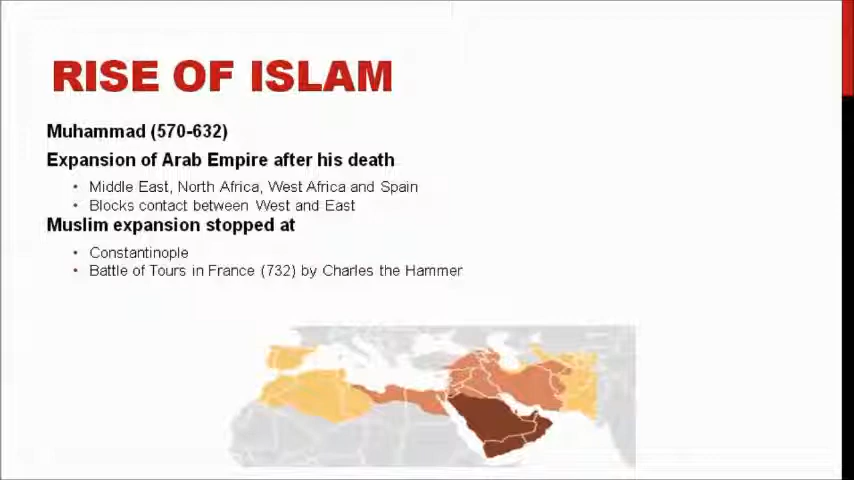 RISE OF ISLAM
Muhammad (570-632)
Expansion of Arab Empire after his death
• Middle East, North Africa, West Africa and Spain
• Blocks contact between West and East
Muslim expansion stopped at
• Constantinople
• Battle of Tours in France (732) by Charles the Hammer